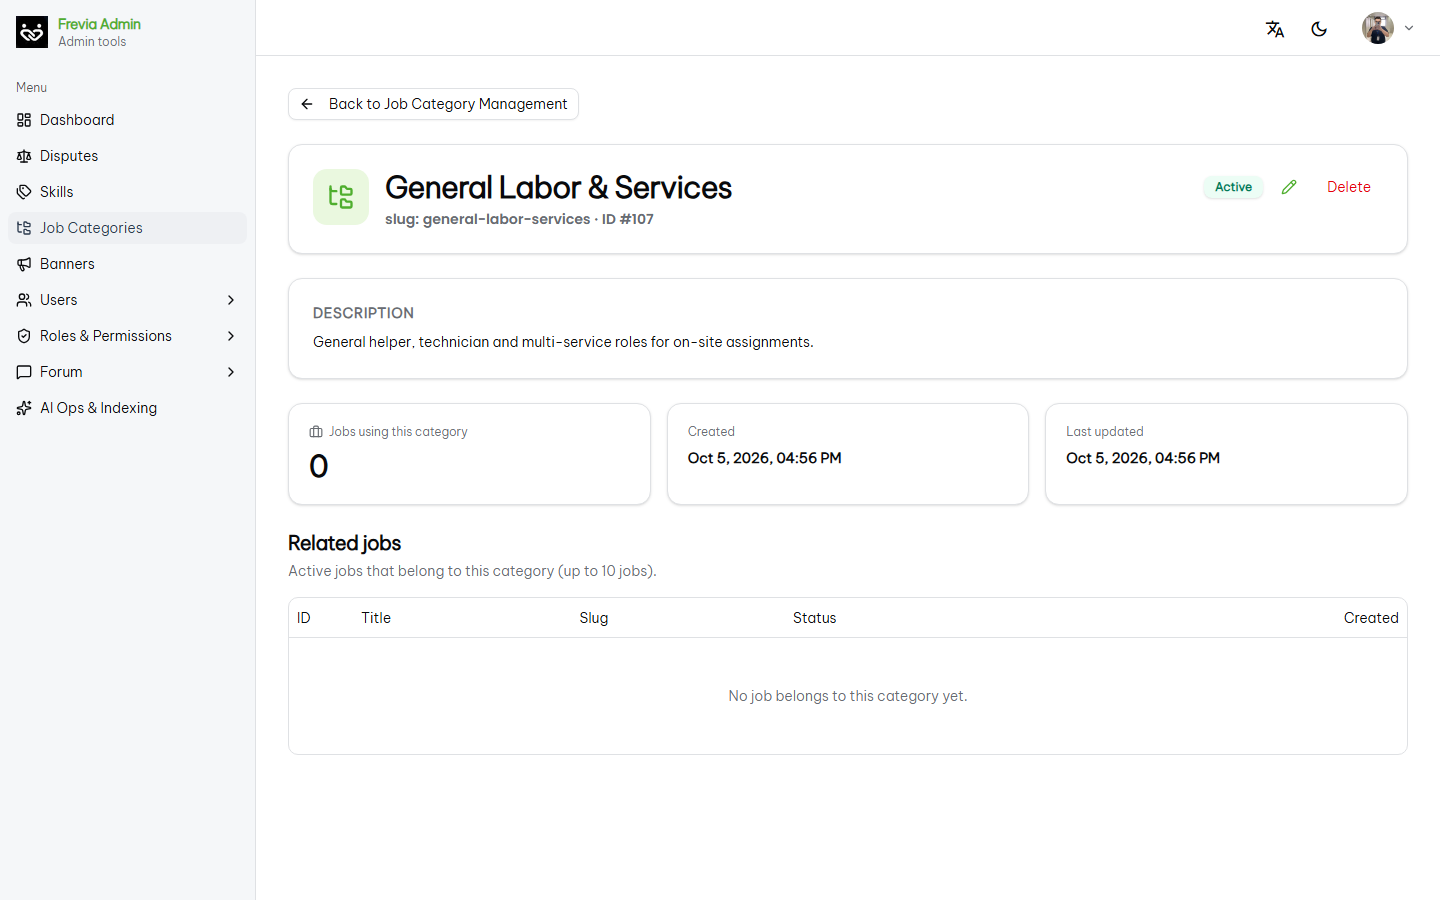 Frevia Admin
Admin tools
Menu
Dashboard
Disputes
Skills
Job Categories
Banners
Users
Roles & Permissions
Forum
AI Ops & Indexing
Back to Job Category Management
General Labor & Services
slug: general-labor-services · ID #107
Active
Delete
DESCRIPTION
General helper, technician and multi-service roles for on-site assignments.
Jobs using this category
0
Created
Oct 5, 2026, 04:56 PM
Last updated
Oct 5, 2026, 04:56 PM
Related jobs
Active jobs that belong to this category (up to 10 jobs).
ID Title Slug Status Created
No job belongs to this category yet.